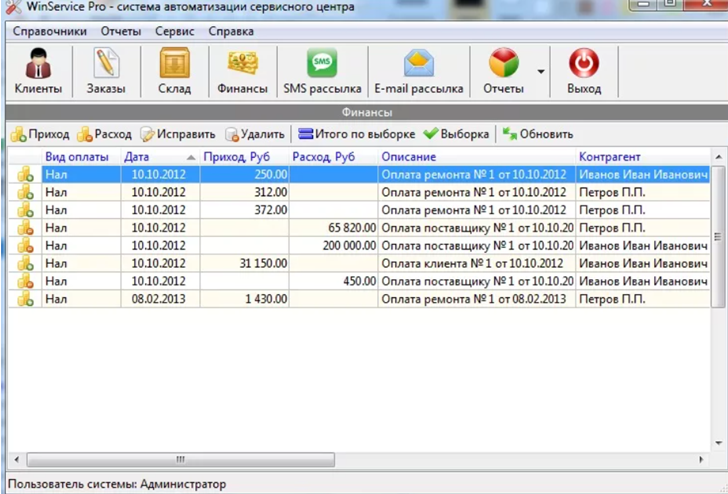 WinService Pro - система автоматизации сервисного центра
Справочники Отчеты Сервис Справка
Клиенты Заказы Склад Финансы SMS SMS рассылка E-mail рассылка Отчеты Выход
Финансы
Приход Расход Исправить Удалить Итого по выборке Выборка Обновить
Вид оплаты Дата Приход, Руб Расход, Руб Описание Контрагент
Нал 10.10.2012 250.00 Оплата ремонта № 1 от 10.10.2012 Иванов Иван Иванович
Нал 10.10.2012 312.00 Оплата ремонта № 1 от 10.10.2012 Петров П.П.
Нал 10.10.2012 372.00 Оплата ремонта № 1 от 10.10.2012 Петров П.П.
Нал 10.10.2012 65 820.00 Оплата поставщику № 1 от 10.10.20 Петров П.П.
Нал 10.10.2012 200 000.00 Оплата поставщику № 1 от 10.10.20 Иванов Иван Иванович
Нал 10.10.2012 31 150.00 Оплата клиента № 1 от 10.10.2012 Иванов Иван Иванович
Нал 10.10.2012 450.00 Оплата поставщику № 1 от 10.10.20 Иванов Иван Иванович
Нал 08.02.2013 1 430.00 Оплата ремонта № 1 от 08.02.2013 Петров П.П.
Пользователь системы: Администратор